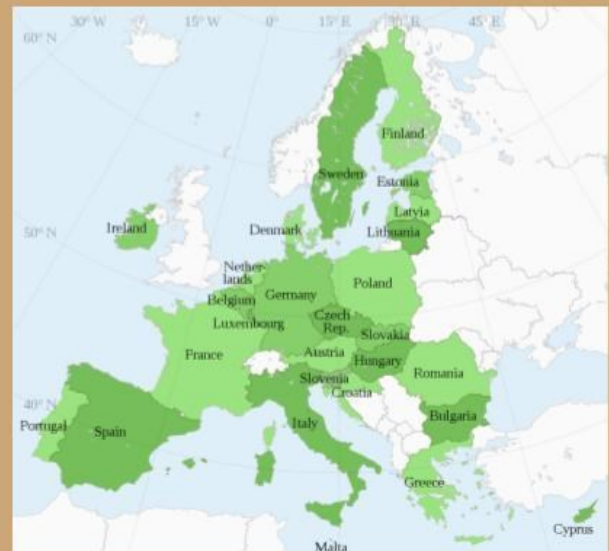 30° W
15° W
0°
15° E
30° E
45° E
60° N
Finland
Sweden
Estonia
Latvia
Lithuania
Ireland
Denmark
50° N
Nether-
lands
Poland
Belgium
Germany
Luxembourg
Czech
Rep.
Slovakia
France
Austria
Hungary
Romania
Slovenia
Croatia
40° N
Portugal
Spain
Italy
Bulgaria
Greece
Cyprus
Malta